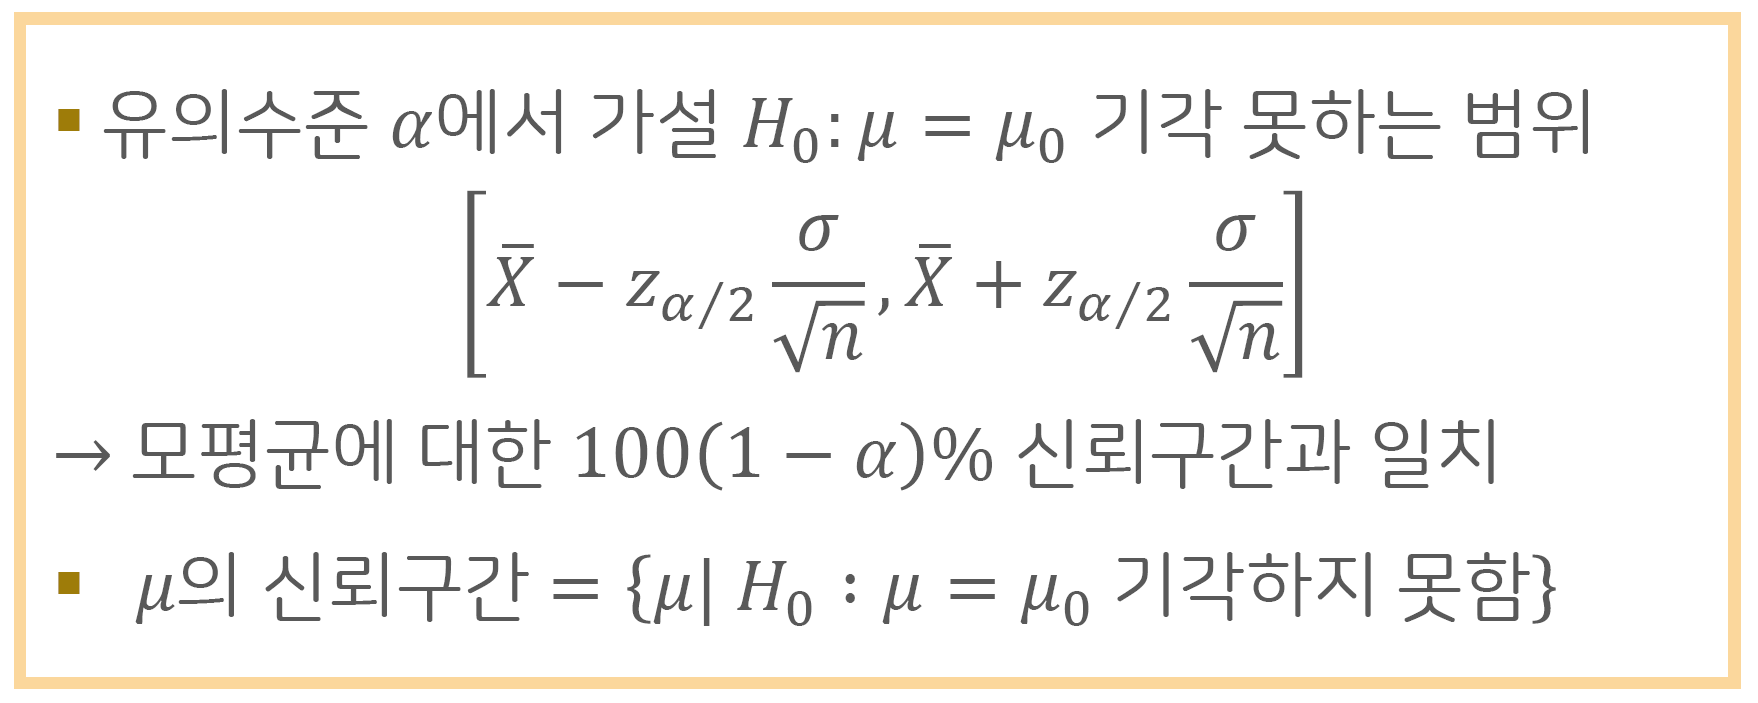 ▪ 유의수준 α에서 가설 H₀: μ = μ₀ 기각 못하는 범위
[X̄ − z_{α/2} σ/√n, X̄ + z_{α/2} σ/√n]
→ 모평균에 대한 100(1 − α)% 신뢰구간과 일치
▪ μ의 신뢰구간 = {μ| H₀ : μ = μ₀ 기각하지 못함}